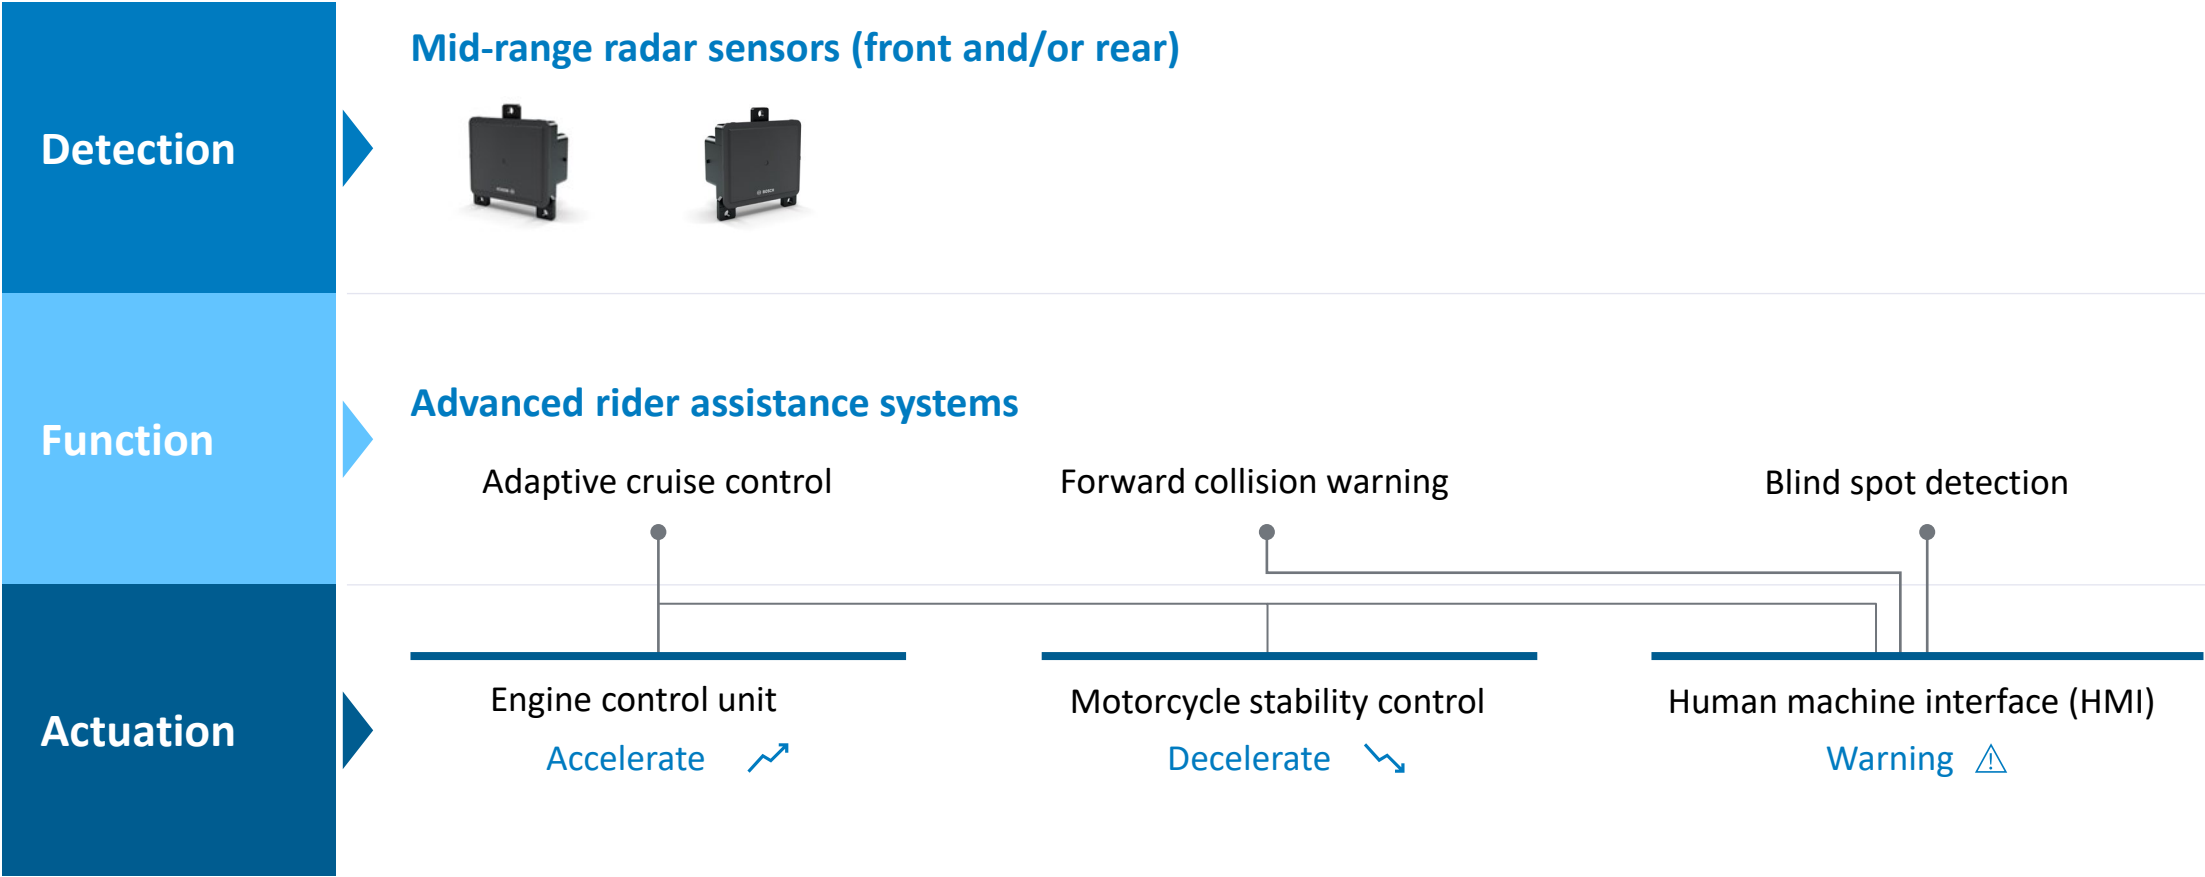 Mid-range radar sensors (front and/or rear)
Detection
BOSCH
Advanced rider assistance systems
Function
Adaptive cruise control
Forward collision warning
Blind spot detection
Engine control unit
Motorcycle stability control
Human machine interface (HMI)
Actuation
Accelerate
Decelerate
Warning